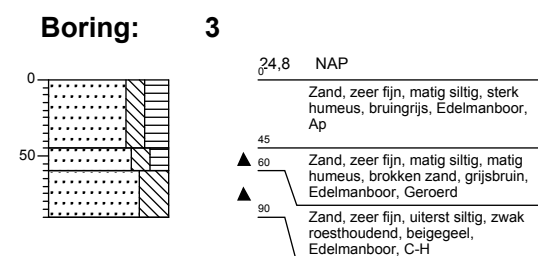 Boring: 3
24,8 NAP
0
0
Zand, zeer fijn, matig siltig, sterk
humeus, bruingrijs, Edelmanboor,
Ap
45
50
60
Zand, zeer fijn, matig siltig, matig
humeus, brokken zand, grijsbruin,
Edelmanboor, Geroerd
90
Zand, zeer fijn, uiterst siltig, zwak
roesthoudend, beigegeel,
Edelmanboor, C-H